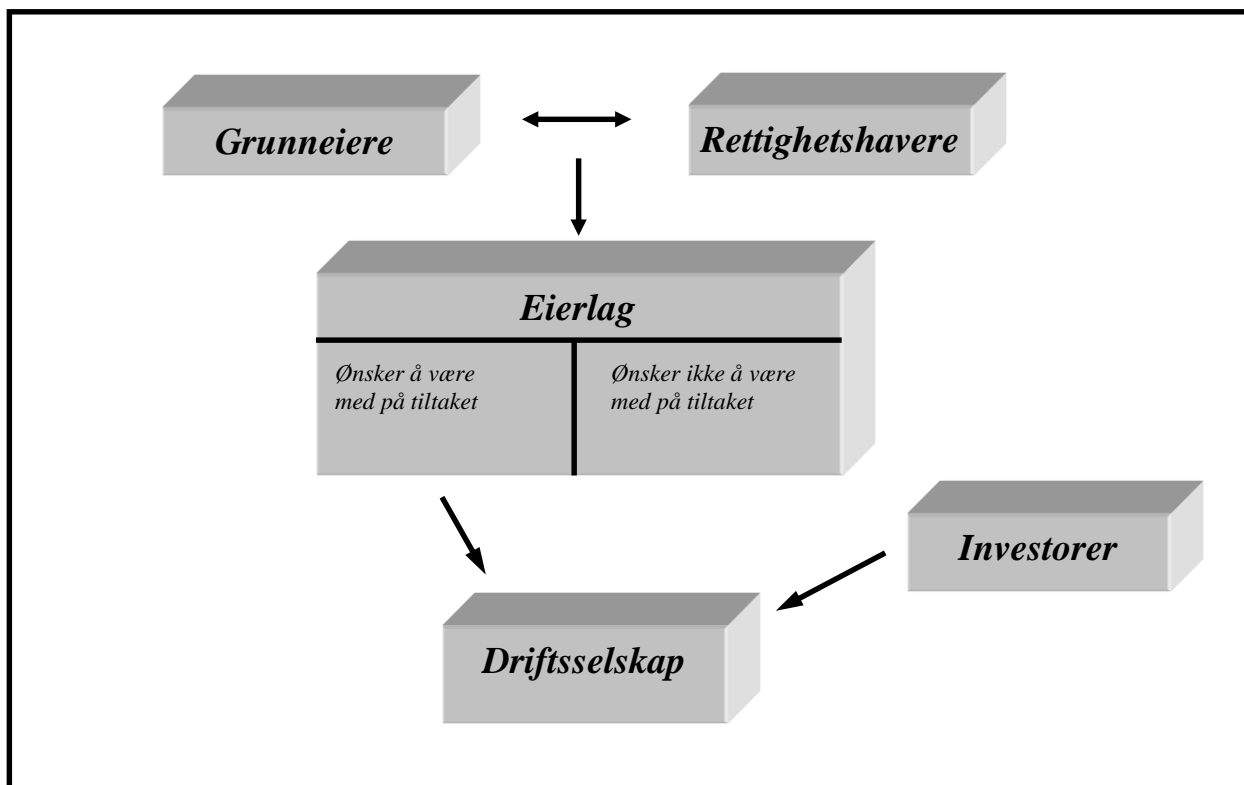 Grunneiere
Rettighetshavere
Eierlag
Ønsker å være
med på tiltaket
Ønsker ikke å være
med på tiltaket
Investorer
Driftsselskap